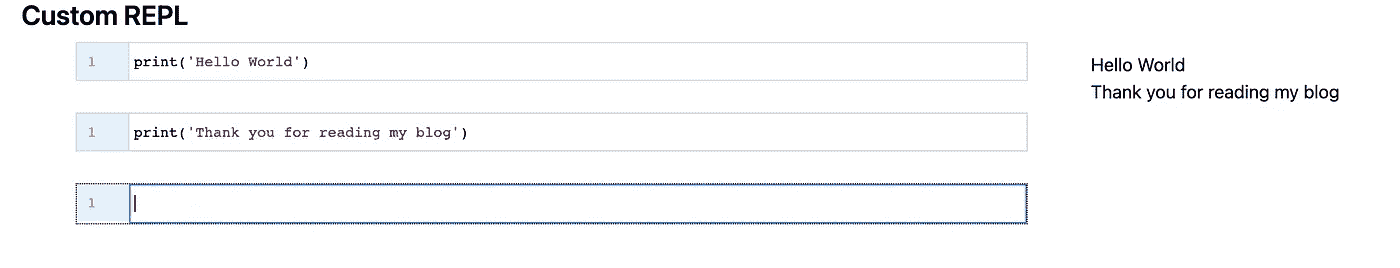 Custom REPL
1 print('Hello World')
Hello World
Thank you for reading my blog
1 print('Thank you for reading my blog')
1